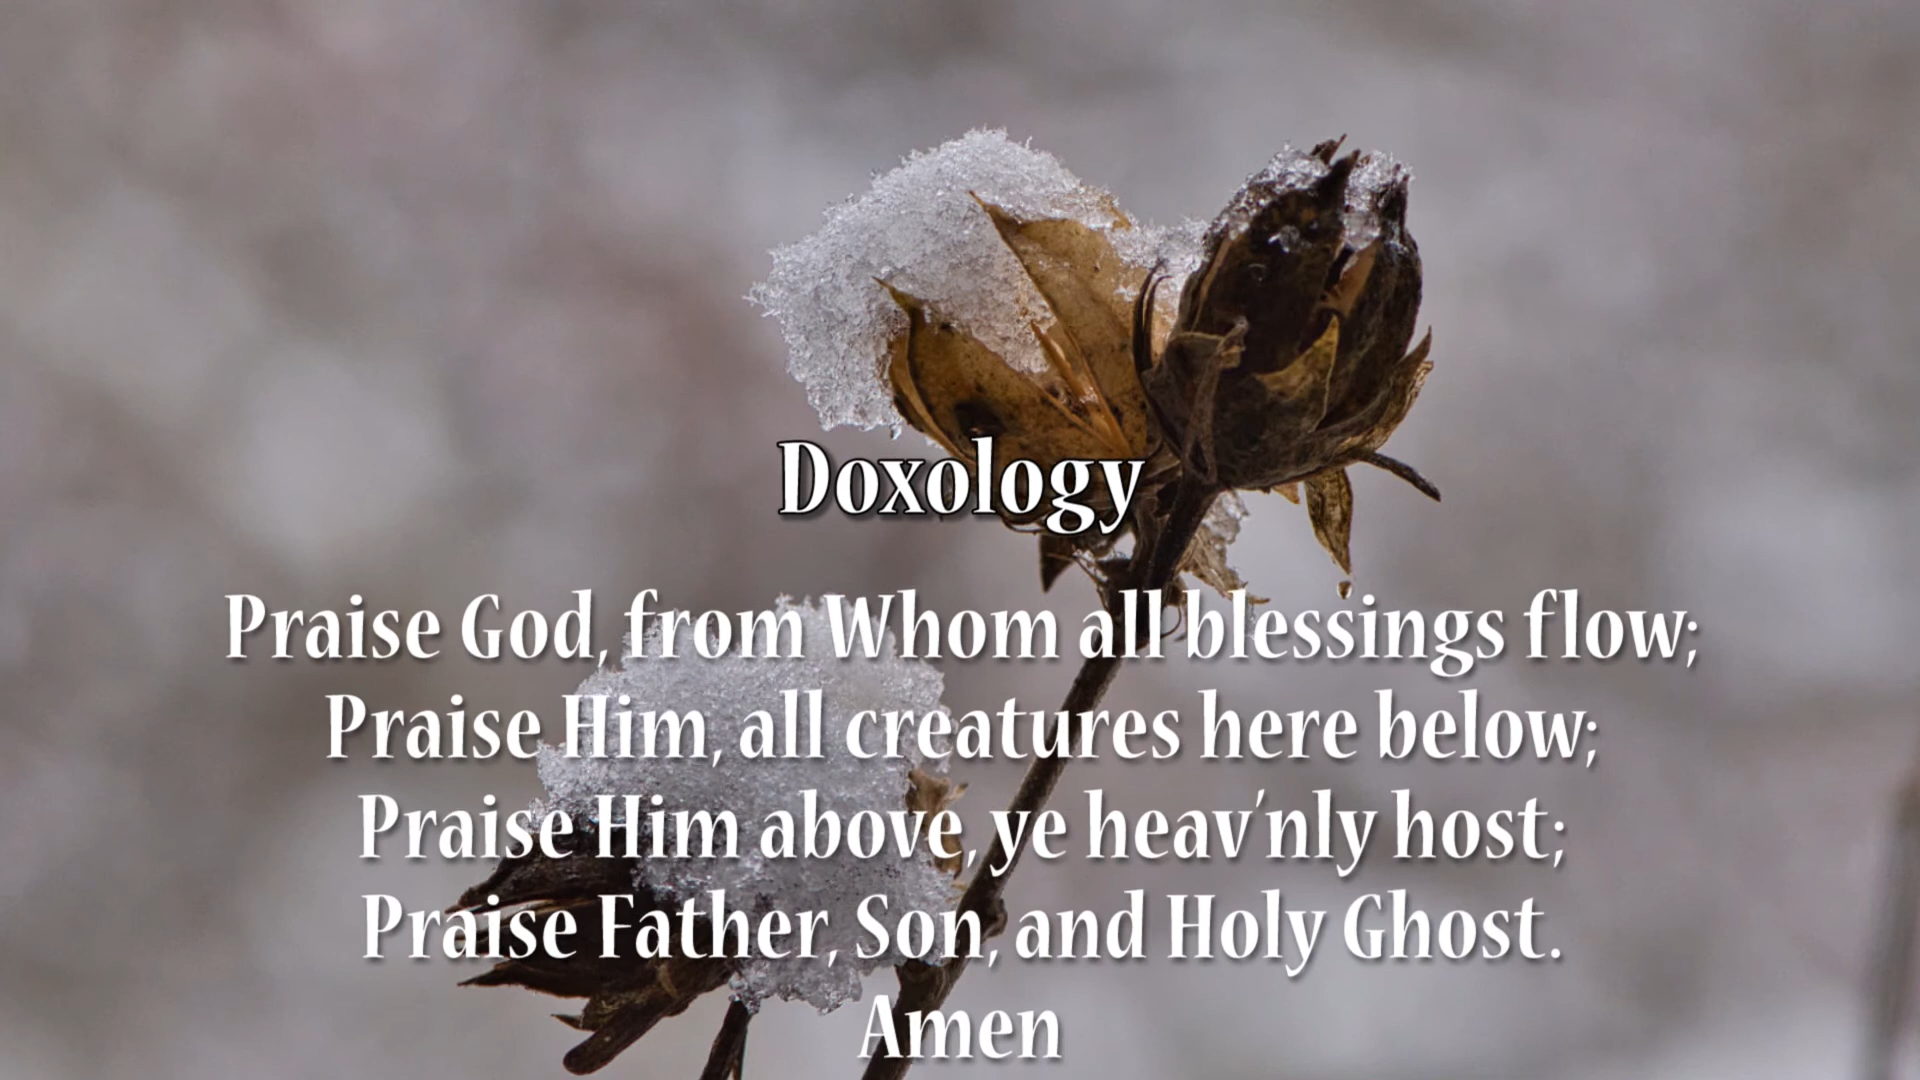 Doxology
Praise God, from Whom all blessings flow;
Praise Him, all creatures here below;
Praise Him above, ye heav'nly host;
Praise Father, Son, and Holy Ghost.
Amen